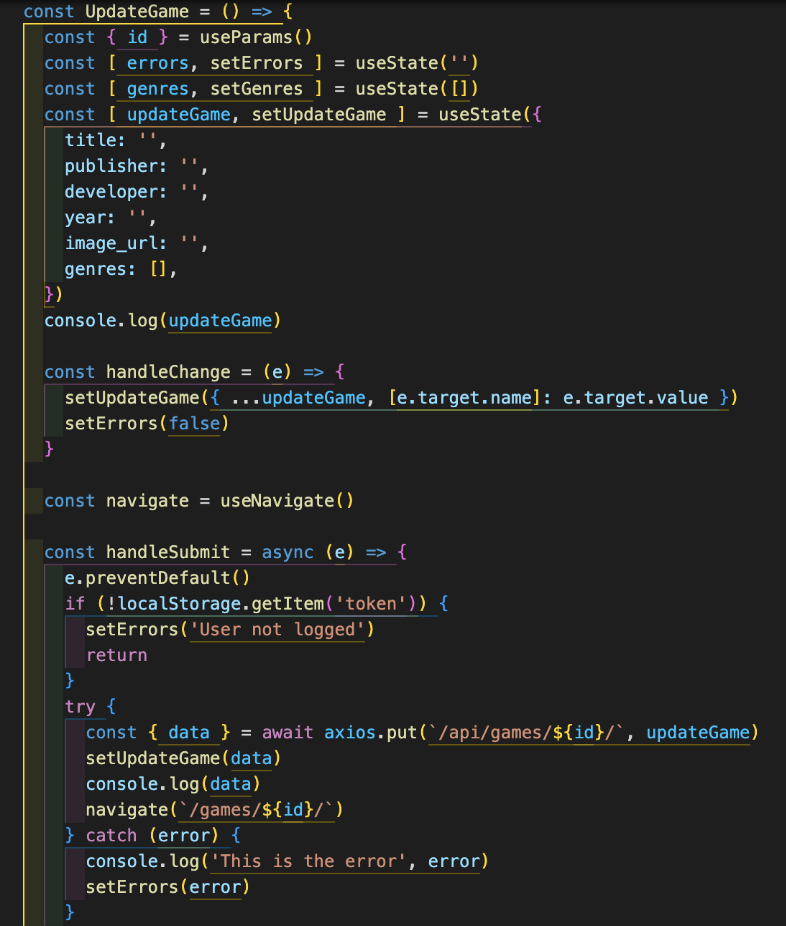 const UpdateGame = () => {
  const { id } = useParams()
  const [ errors, setErrors ] = useState('')
  const [ genres, setGenres ] = useState([])
  const [ updateGame, setUpdateGame ] = useState({
    title: '',
    publisher: '',
    developer: '',
    year: '',
    image_url: '',
    genres: [],
  })
  console.log(updateGame)

  const handleChange = (e) => {
    setUpdateGame({ ...updateGame, [e.target.name]: e.target.value })
    setErrors(false)
  }

  const navigate = useNavigate()

  const handleSubmit = async (e) => {
    e.preventDefault()
    if (!localStorage.getItem('token')) {
      setErrors('User not logged')
      return
    }
    try {
      const { data } = await axios.put(`/api/games/${id}/`, updateGame)
      setUpdateGame(data)
      console.log(data)
      navigate(`/games/${id}/`)
    } catch (error) {
      console.log('This is the error', error)
      setErrors(error)
    }